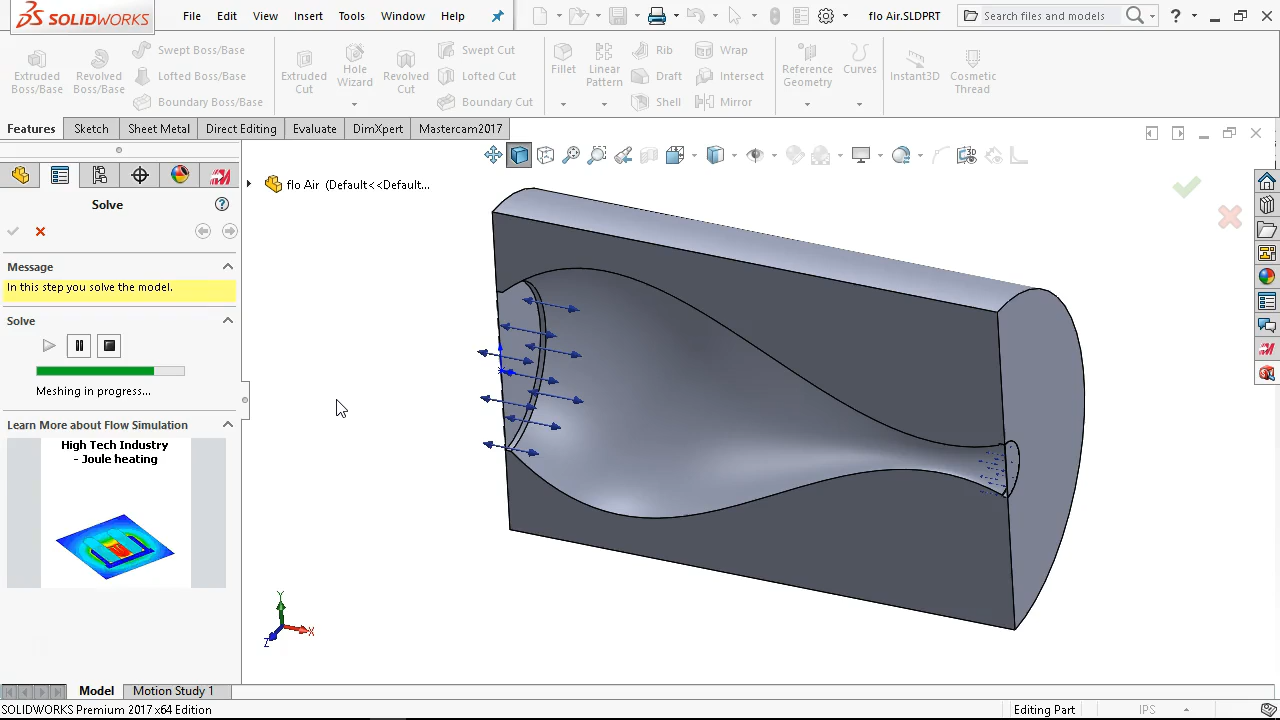 SOLIDWORKS
File Edit View Insert Tools Window Help
flo Air.SLDPRT
Search files and models
Extruded Boss/Base
Revolved Boss/Base
Swept Boss/Base
Lofted Boss/Base
Boundary Boss/Base
Extruded Cut
Hole Wizard
Revolved Cut
Swept Cut
Lofted Cut
Boundary Cut
Fillet
Linear Pattern
Rib
Draft
Shell
Wrap
Intersect
Mirror
Reference Geometry
Curves
Instant3D
Cosmetic Thread
Features Sketch Sheet Metal Direct Editing Evaluate DimXpert Mastercam2017
flo Air (Default<<Default...
Solve
Message
In this step you solve the model.
Solve
Meshing in progress...
Learn More about Flow Simulation
High Tech Industry
- Joule heating
Y
X
Z
Model Motion Study 1
SOLIDWORKS Premium 2017 x64 Edition
Editing Part
IPS